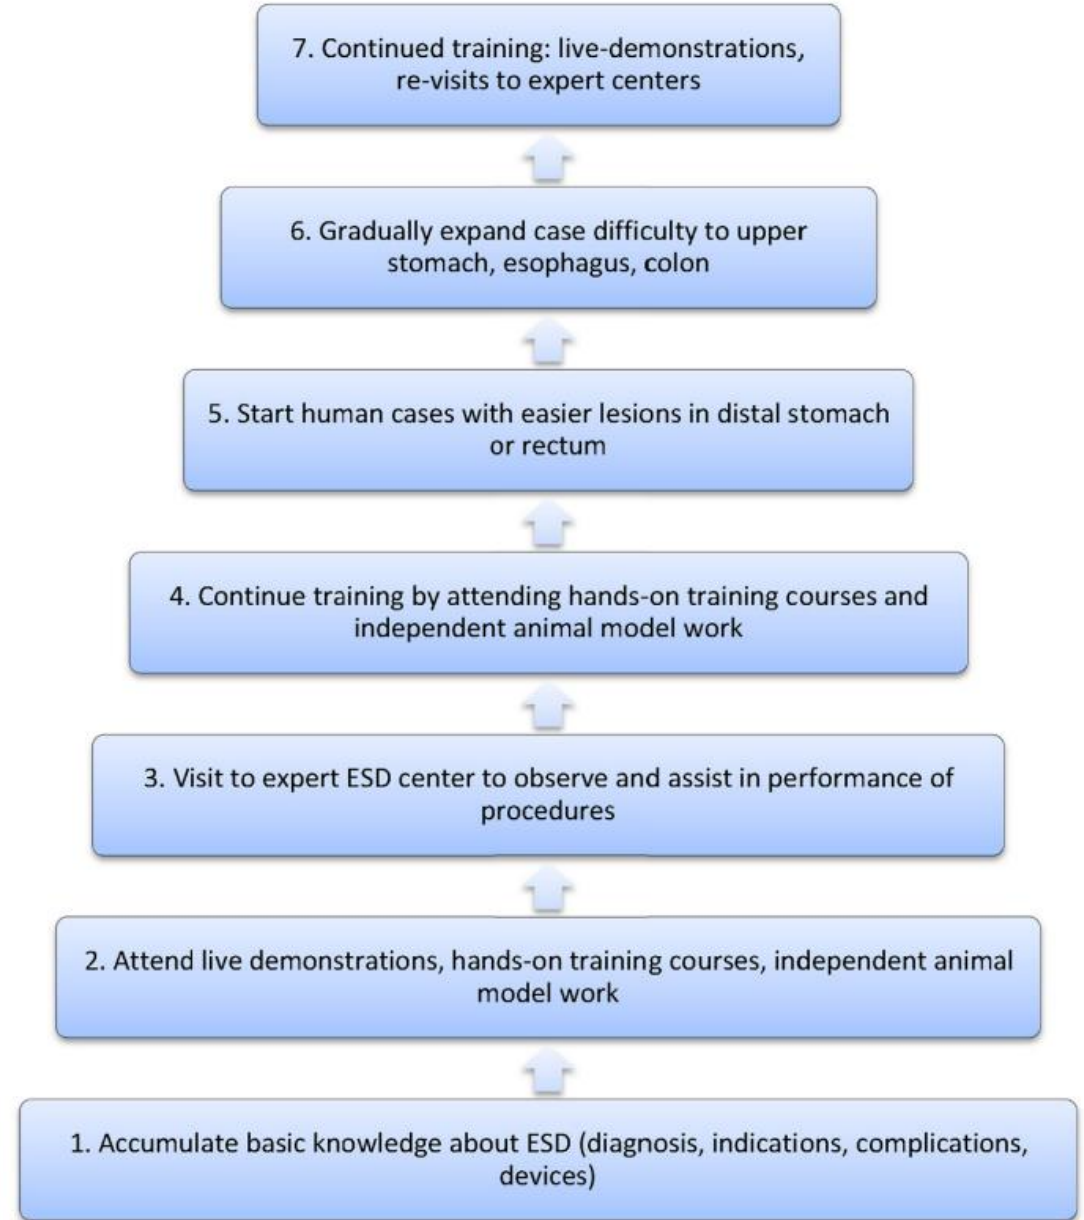 7. Continued training: live-demonstrations,
re-visits to expert centers
6. Gradually expand case difficulty to upper
stomach, esophagus, colon
5. Start human cases with easier lesions in distal stomach
or rectum
4. Continue training by attending hands-on training courses and
independent animal model work
3. Visit to expert ESD center to observe and assist in performance of
procedures
2. Attend live demonstrations, hands-on training courses, independent animal
model work
1. Accumulate basic knowledge about ESD (diagnosis, indications, complications,
devices)